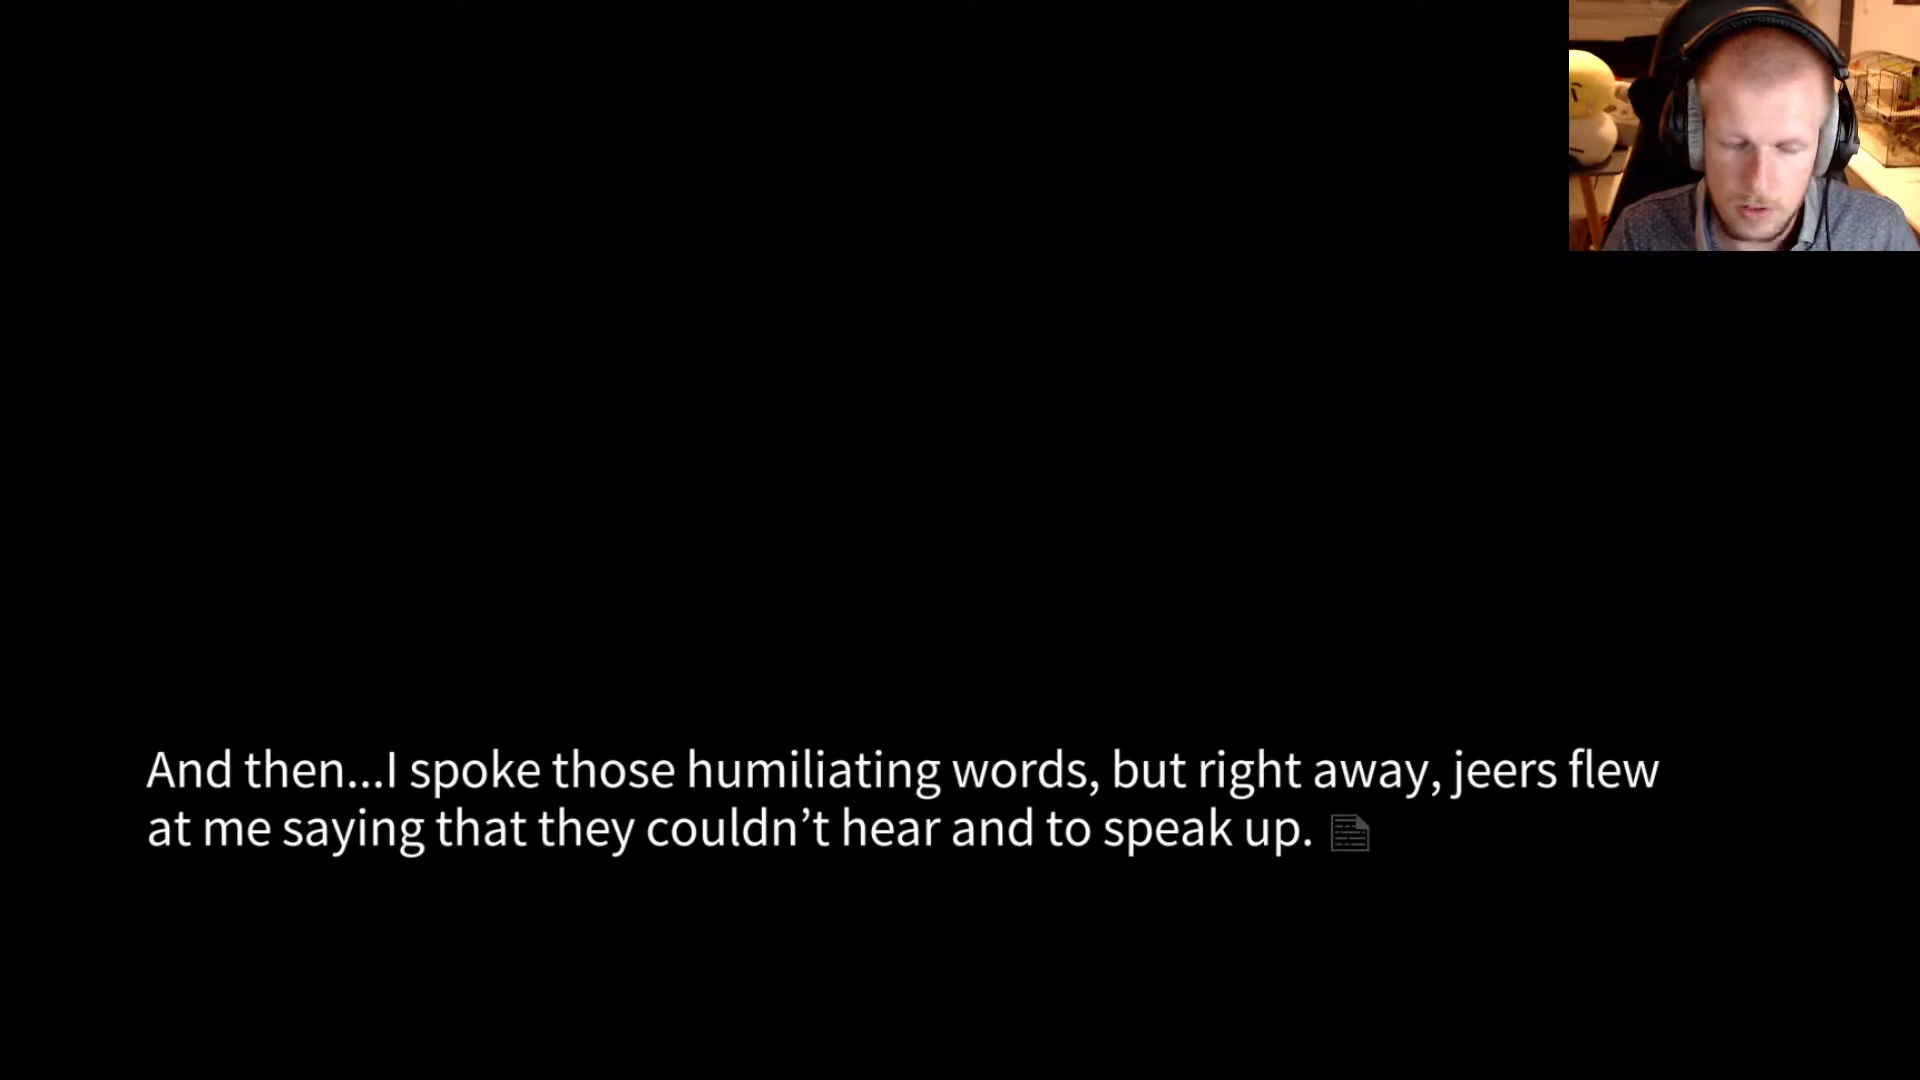 And then...I spoke those humiliating words, but right away, jeers flew
at me saying that they couldn’t hear and to speak up.